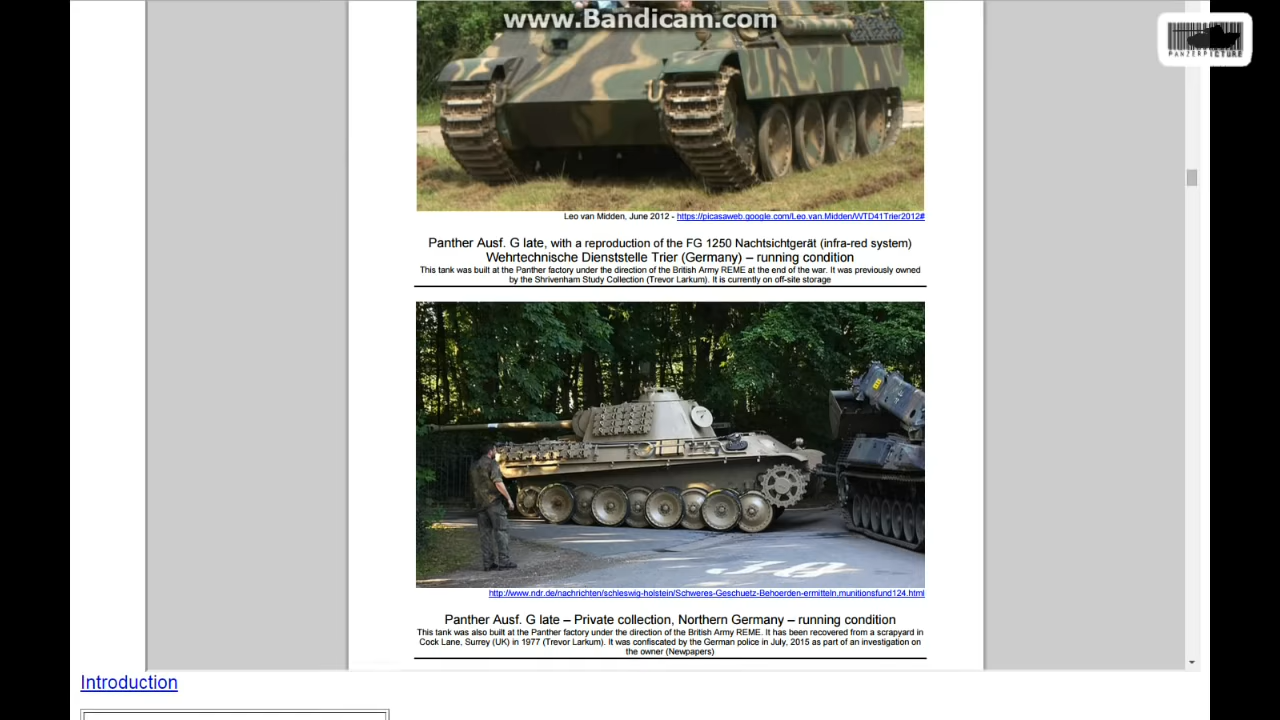 www.Bandicam.com
PANZERPICTURE
Leo van Midden, June 2012 - https://picasaweb.google.com/Leo.van.Midden/WTD41Trier2012#
Panther Ausf. G late, with a reproduction of the FG 1250 Nachtsichtgerät (infra-red system)
Wehrtechnische Dienststelle Trier (Germany) – running condition
This tank was built at the Panther factory under the direction of the British Army REME at the end of the war. It was previously owned
by the Shrivenham Study Collection (Trevor Larkum). It is currently on off-site storage
30
http://www.ndr.de/nachrichten/schleswig-holstein/Schweres-Geschuetz-Behoerden-ermitteln,munitionsfund124.html
Panther Ausf. G late – Private collection, Northern Germany – running condition
This tank was also built at the Panther factory under the direction of the British Army REME. It has been recovered from a scrapyard in
Cock Lane, Surrey (UK) in 1977 (Trevor Larkum). It was confiscated by the German police in July, 2015 as part of an investigation on
the owner (Newpapers)
Introduction